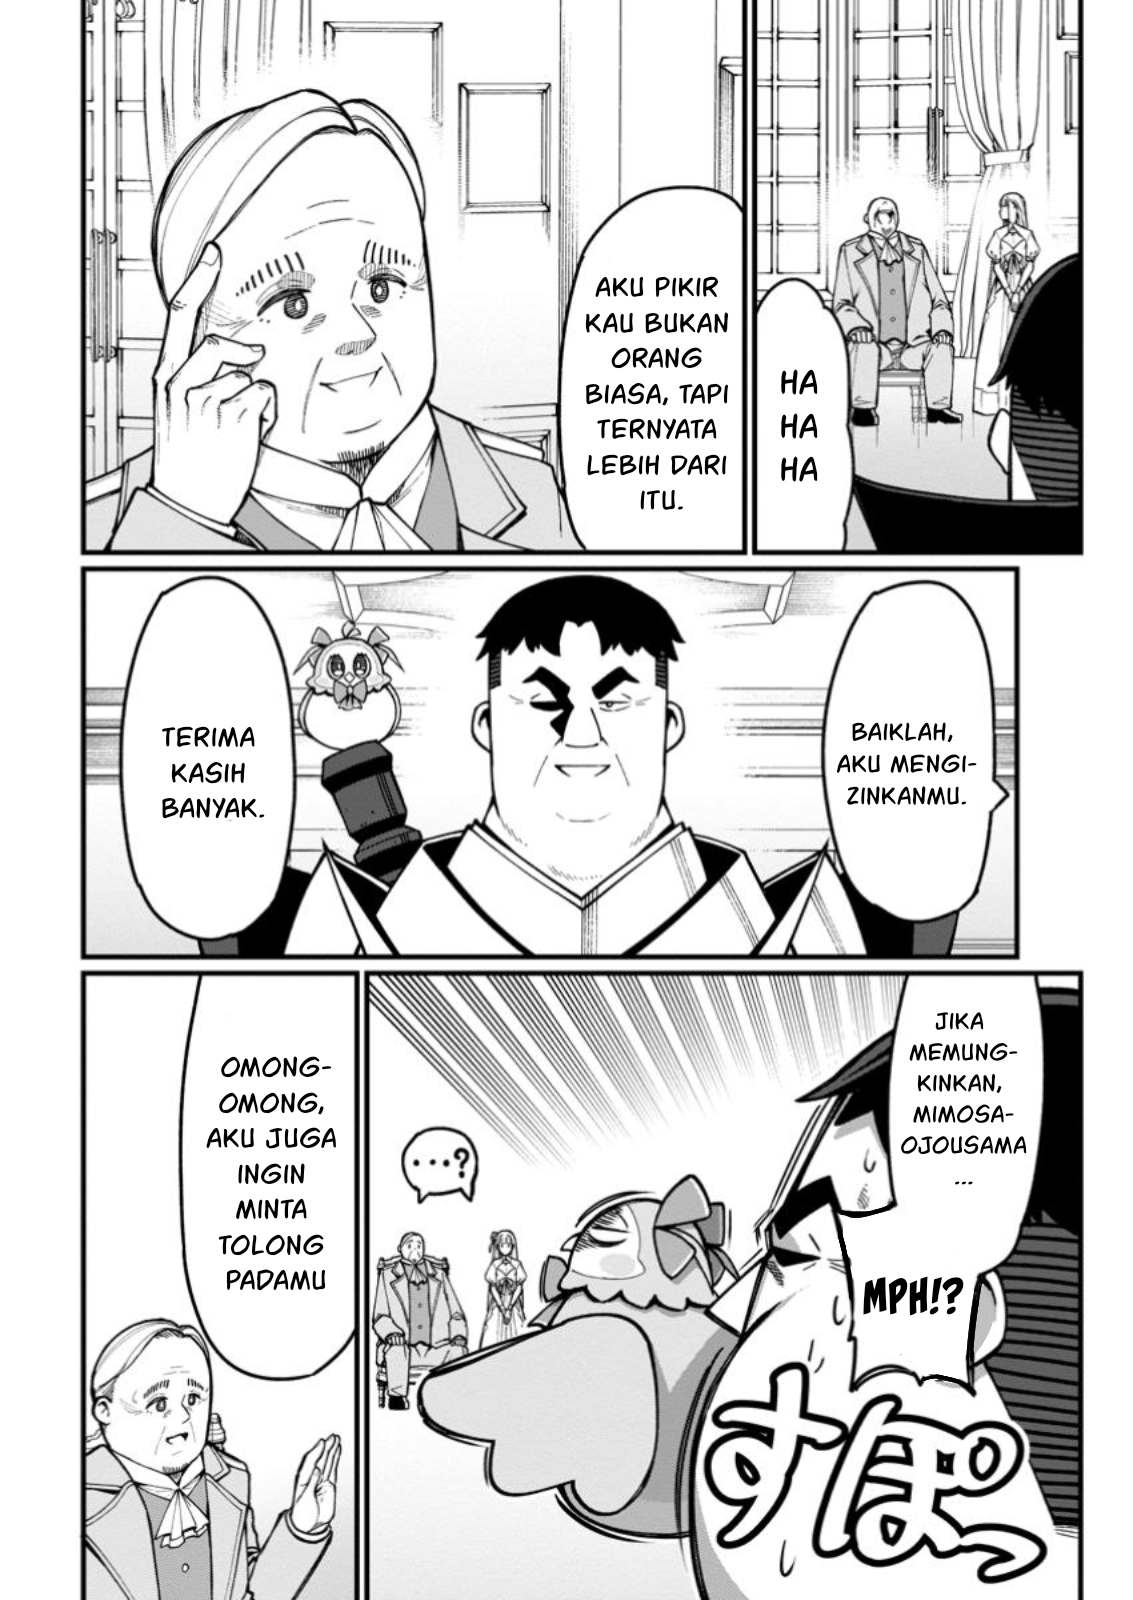 HA
HA
HA
AKU PIKIR
KAU BUKAN
ORANG
BIASA, TAPI
TERNYATA
LEBIH DARI
ITU.
BAIKLAH,
AKU MENGI-
ZINKANMU.
TERIMA
KASIH
BANYAK.
JIKA
MEMUNG-
KINKAN,
MIMOSA-
OJOUSAMA
...
MPH!?
すぽっ
...?
OMONG-
OMONG,
AKU JUGA
INGIN
MINTA
TOLONG
PADAMU